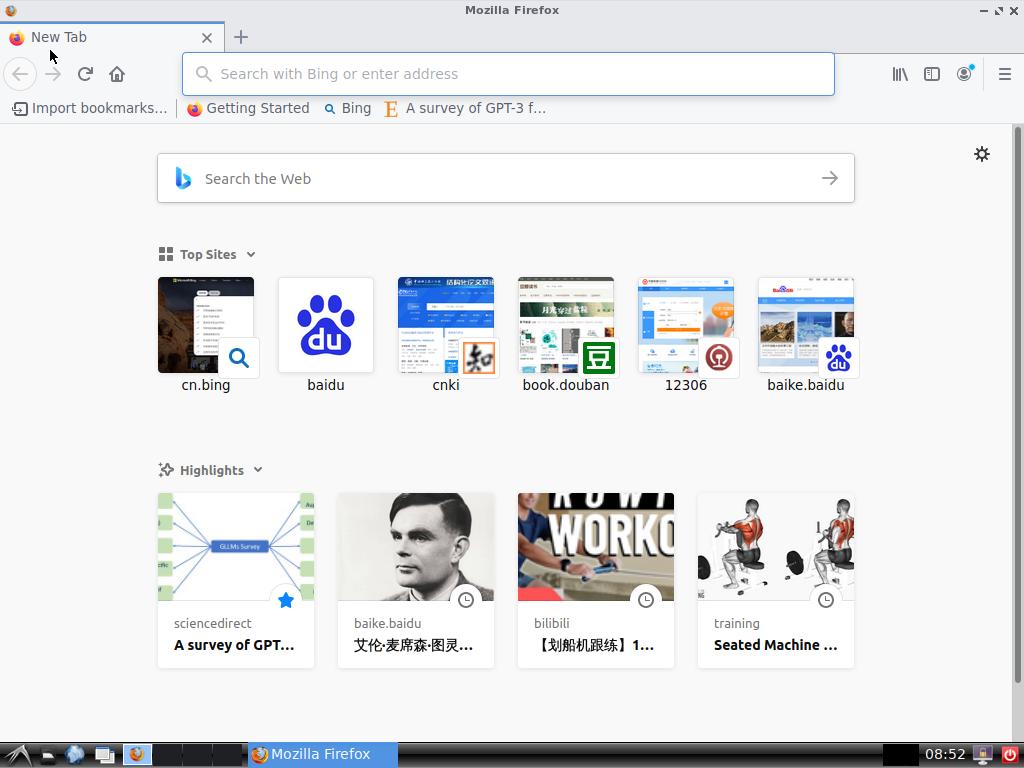 Mozilla Firefox
New Tab
Search with Bing or enter address
Import bookmarks...
Getting Started
Bing
A survey of GPT-3 f...
Search the Web
Top Sites
du
知
豆
cn.bing
baidu
cnki
book.douban
12306
baike.baidu
Highlights
GLLMs Survey
WORKO
sciencedirect
A survey of GPT...
baike.baidu
艾伦·麦席森·图灵...
bilibili
【划船机跟练】1...
training
Seated Machine ...
Mozilla Firefox
08:52